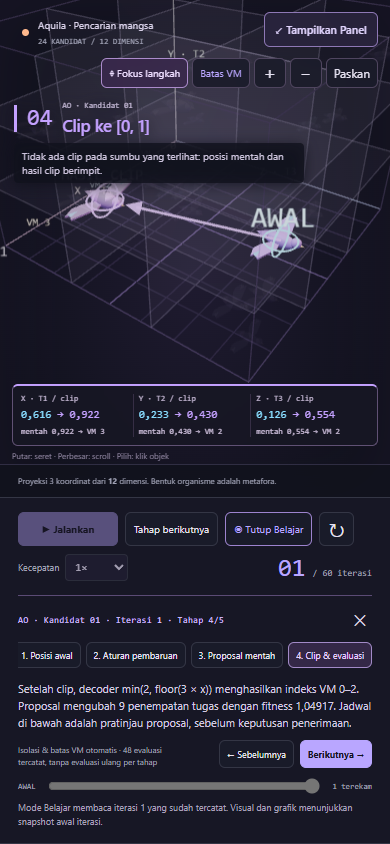 Aquila · Pencarian mangsa
24 KANDIDAT / 12 DIMENSI
↙ Tampilkan Panel
Y · T2
⌖ Fokus langkah
Batas VM
+
−
Paskan
04
AO · Kandidat 01
Clip ke [0, 1]
Tidak ada clip pada sumbu yang terlihat: posisi mentah dan
hasil clip berimpit.
X
VM 3
AWAL
1
X · T1 / clip
0,616 → 0,922
mentah 0,922 → VM 3
Y · T2 / clip
0,233 → 0,430
mentah 0,430 → VM 2
Z · T3 / clip
0,126 → 0,554
mentah 0,554 → VM 2
Putar: seret · Perbesar: scroll · Pilih: klik objek
Proyeksi 3 koordinat dari 12 dimensi. Bentuk organisme adalah metafora.
▶ Jalankan
Tahap berikutnya
◎ Tutup Belajar
↻
Kecepatan
1×
01 / 60 iterasi
AO · Kandidat 01 · Iterasi 1 · Tahap 4/5
×
1. Posisi awal
2. Aturan pembaruan
3. Proposal mentah
4. Clip & evaluasi
Setelah clip, decoder min(2, floor(3 × x)) menghasilkan indeks VM 0–2.
Proposal mengubah 9 penempatan tugas dengan fitness 1,04917. Jadwal
di bawah adalah pratinjau proposal, sebelum keputusan penerimaan.
Isolasi & batas VM otomatis · 48 evaluasi
tercatat, tanpa evaluasi ulang per tahap
← Sebelumnya
Berikutnya →
AWAL
1 terekam
Mode Belajar membaca iterasi 1 yang sudah tercatat. Visual dan grafik menunjukkan
snapshot awal iterasi.